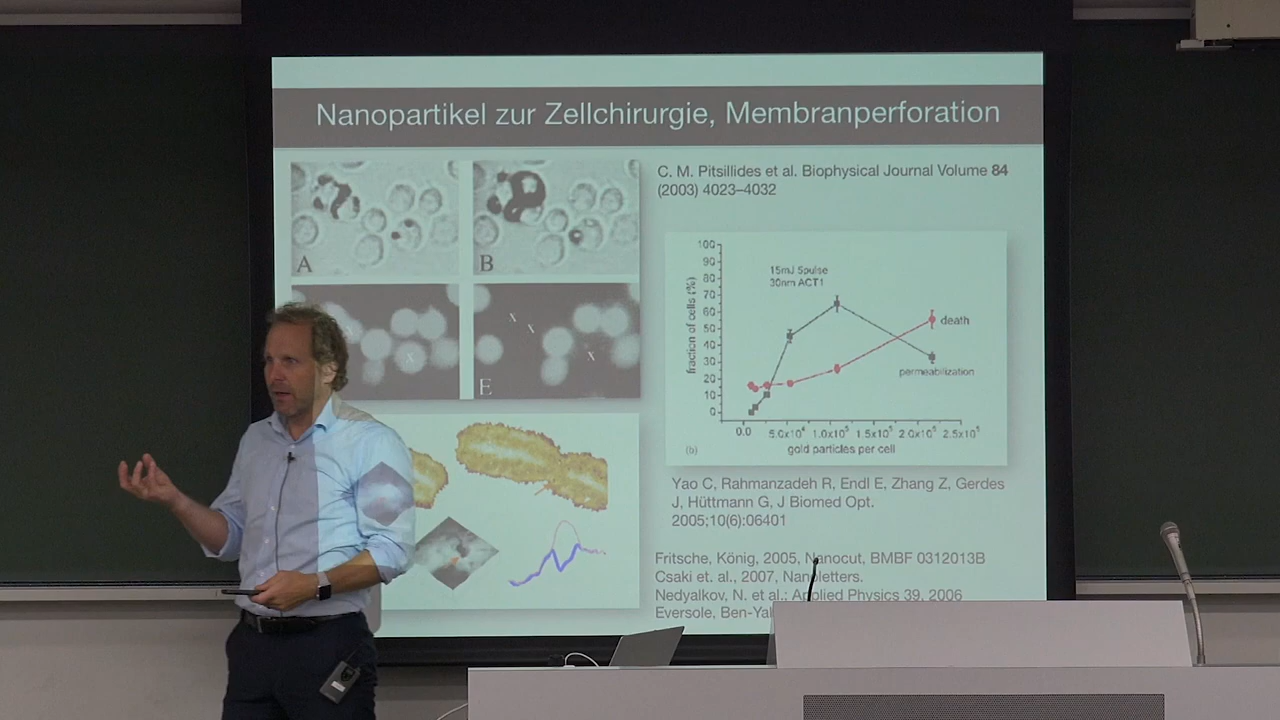 Nanopartikel zur Zellchirurgie, Membranperforation
A
B
x
E
x
x
x
C. M. Pitsillides et al. Biophysical Journal Volume 84
(2003) 4023–4032
100
90
80
70
60
50
40
30
20
10
0
fraction of cells (%)
15mJ 5pulse
30nm ACT1
death
permeabilization
0.0
5.0x10⁴
1.0x10⁵
1.5x10⁵
2.0x10⁵
2.5x10⁵
(b)
gold particles per cell
Yao C, Rahmanzadeh R, Endl E, Zhang Z, Gerdes
J, Hüttmann G, J Biomed Opt.
2005;10(6):06401
Fritsche, König, 2005, Nanocut, BMBF 0312013B
Csaki et. al., 2007, Nanoletters.
Nedyalkov, N. et al.; Applied Physics 39, 2006
Eversole,